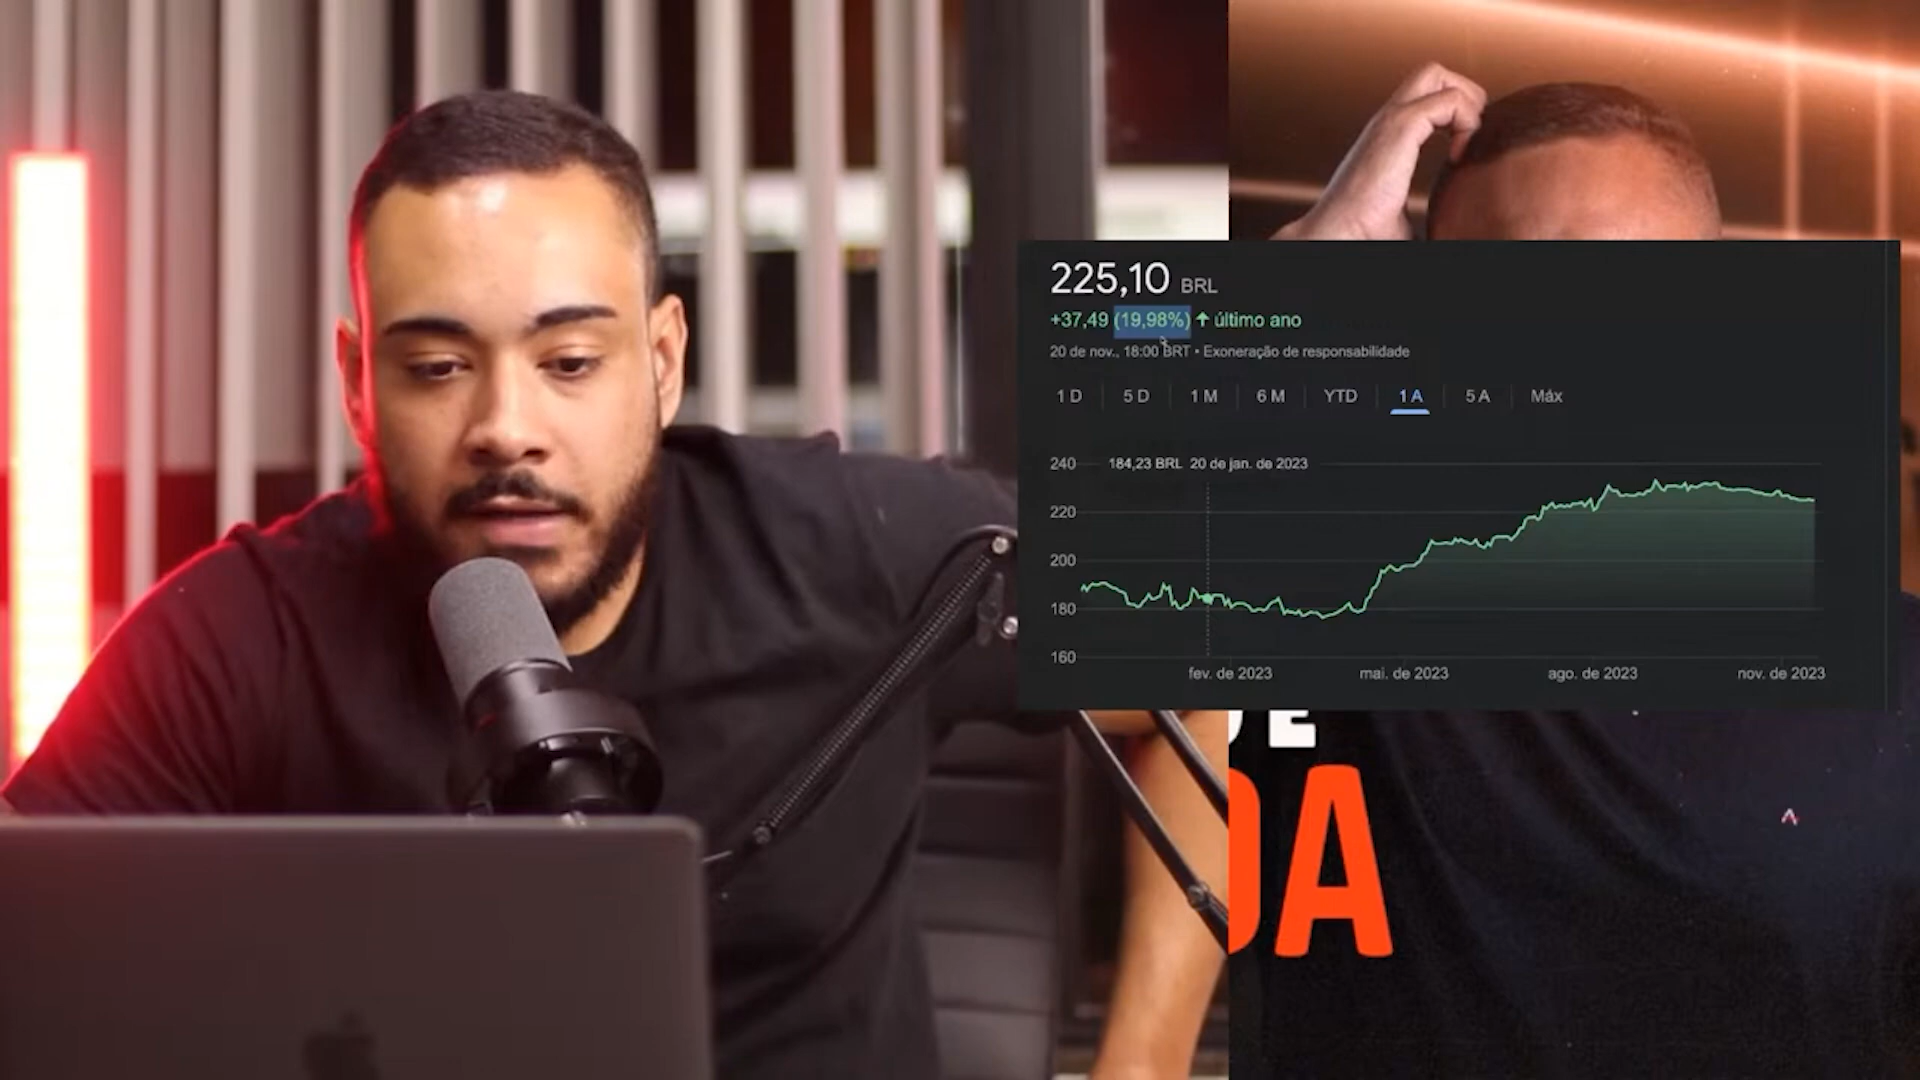 225,10 BRL
+37,49 (19,98%) ↑ último ano
20 de nov., 18:00 BRT • Exoneração de responsabilidade
1 D 5 D 1 M 6 M YTD 1 A 5 A Máx
240
184,23 BRL 20 de jan. de 2023
220
200
180
160
fev. de 2023 mai. de 2023 ago. de 2023 nov. de 2023